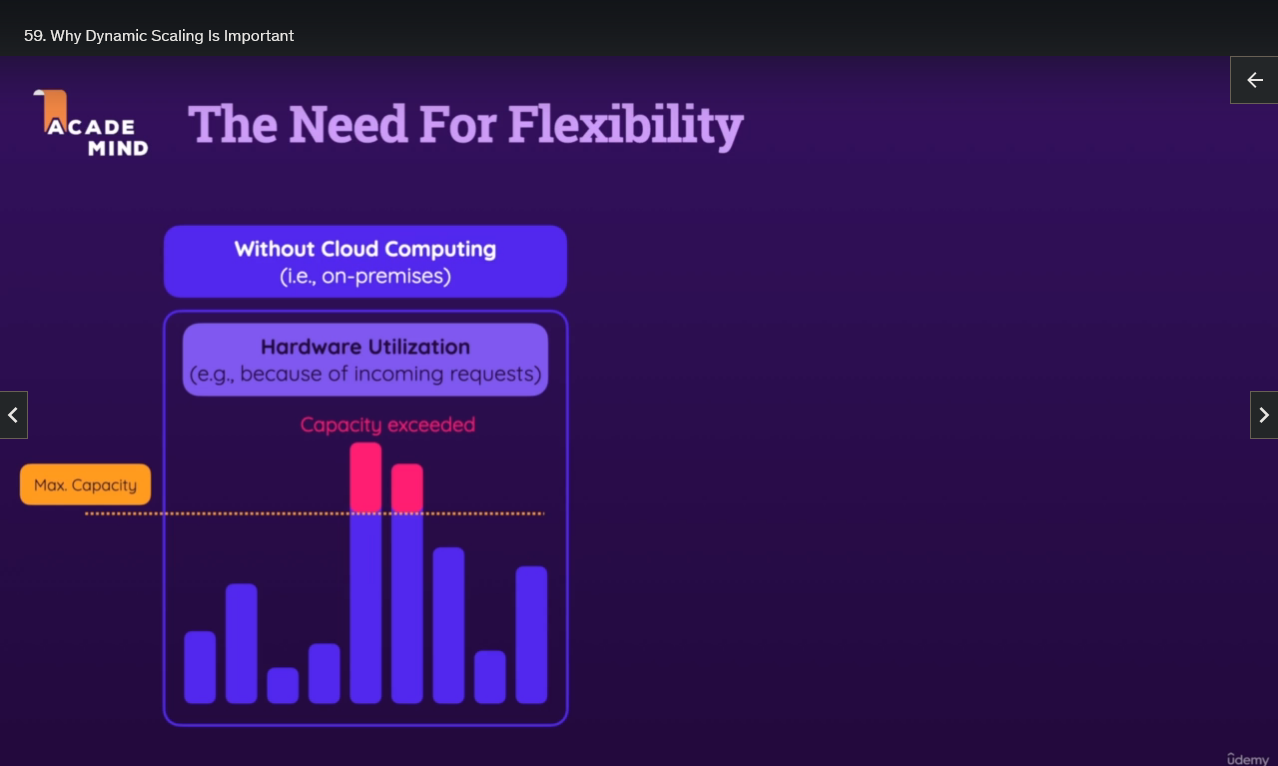 59. Why Dynamic Scaling Is Important
ACADE
MIND
The Need For Flexibility
Without Cloud Computing
(i.e., on-premises)
Hardware Utilization
(e.g., because of incoming requests)
Capacity exceeded
Max. Capacity
ûdemy